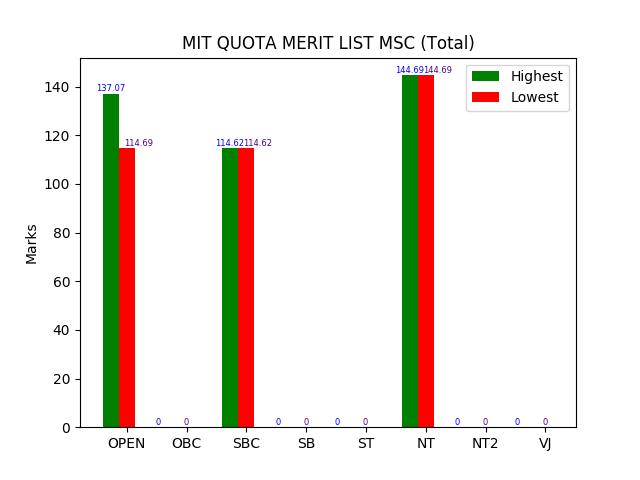 MIT QUOTA MERIT LIST MSC (Total)
Highest
Lowest
Marks
140
120
100
80
60
40
20
0
137.07 114.69 0 0 114.62 114.62 0 0 0 0 144.69 144.69 0 0 0 0
OPEN OBC SBC SB ST NT NT2 VJ